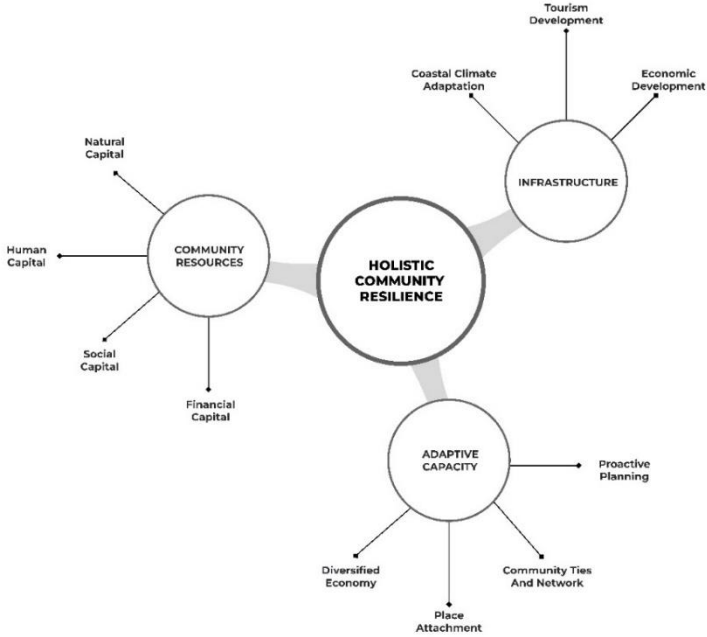 Tourism
Development
Coastal Climate
Adaptation
Economic
Development
INFRASTRUCTURE
Natural
Capital
Human
Capital
COMMUNITY
RESOURCES
Social
Capital
Financial
Capital
HOLISTIC
COMMUNITY
RESILIENCE
ADAPTIVE
CAPACITY
Proactive
Planning
Diversified
Economy
Community Ties
And Network
Place
Attachment